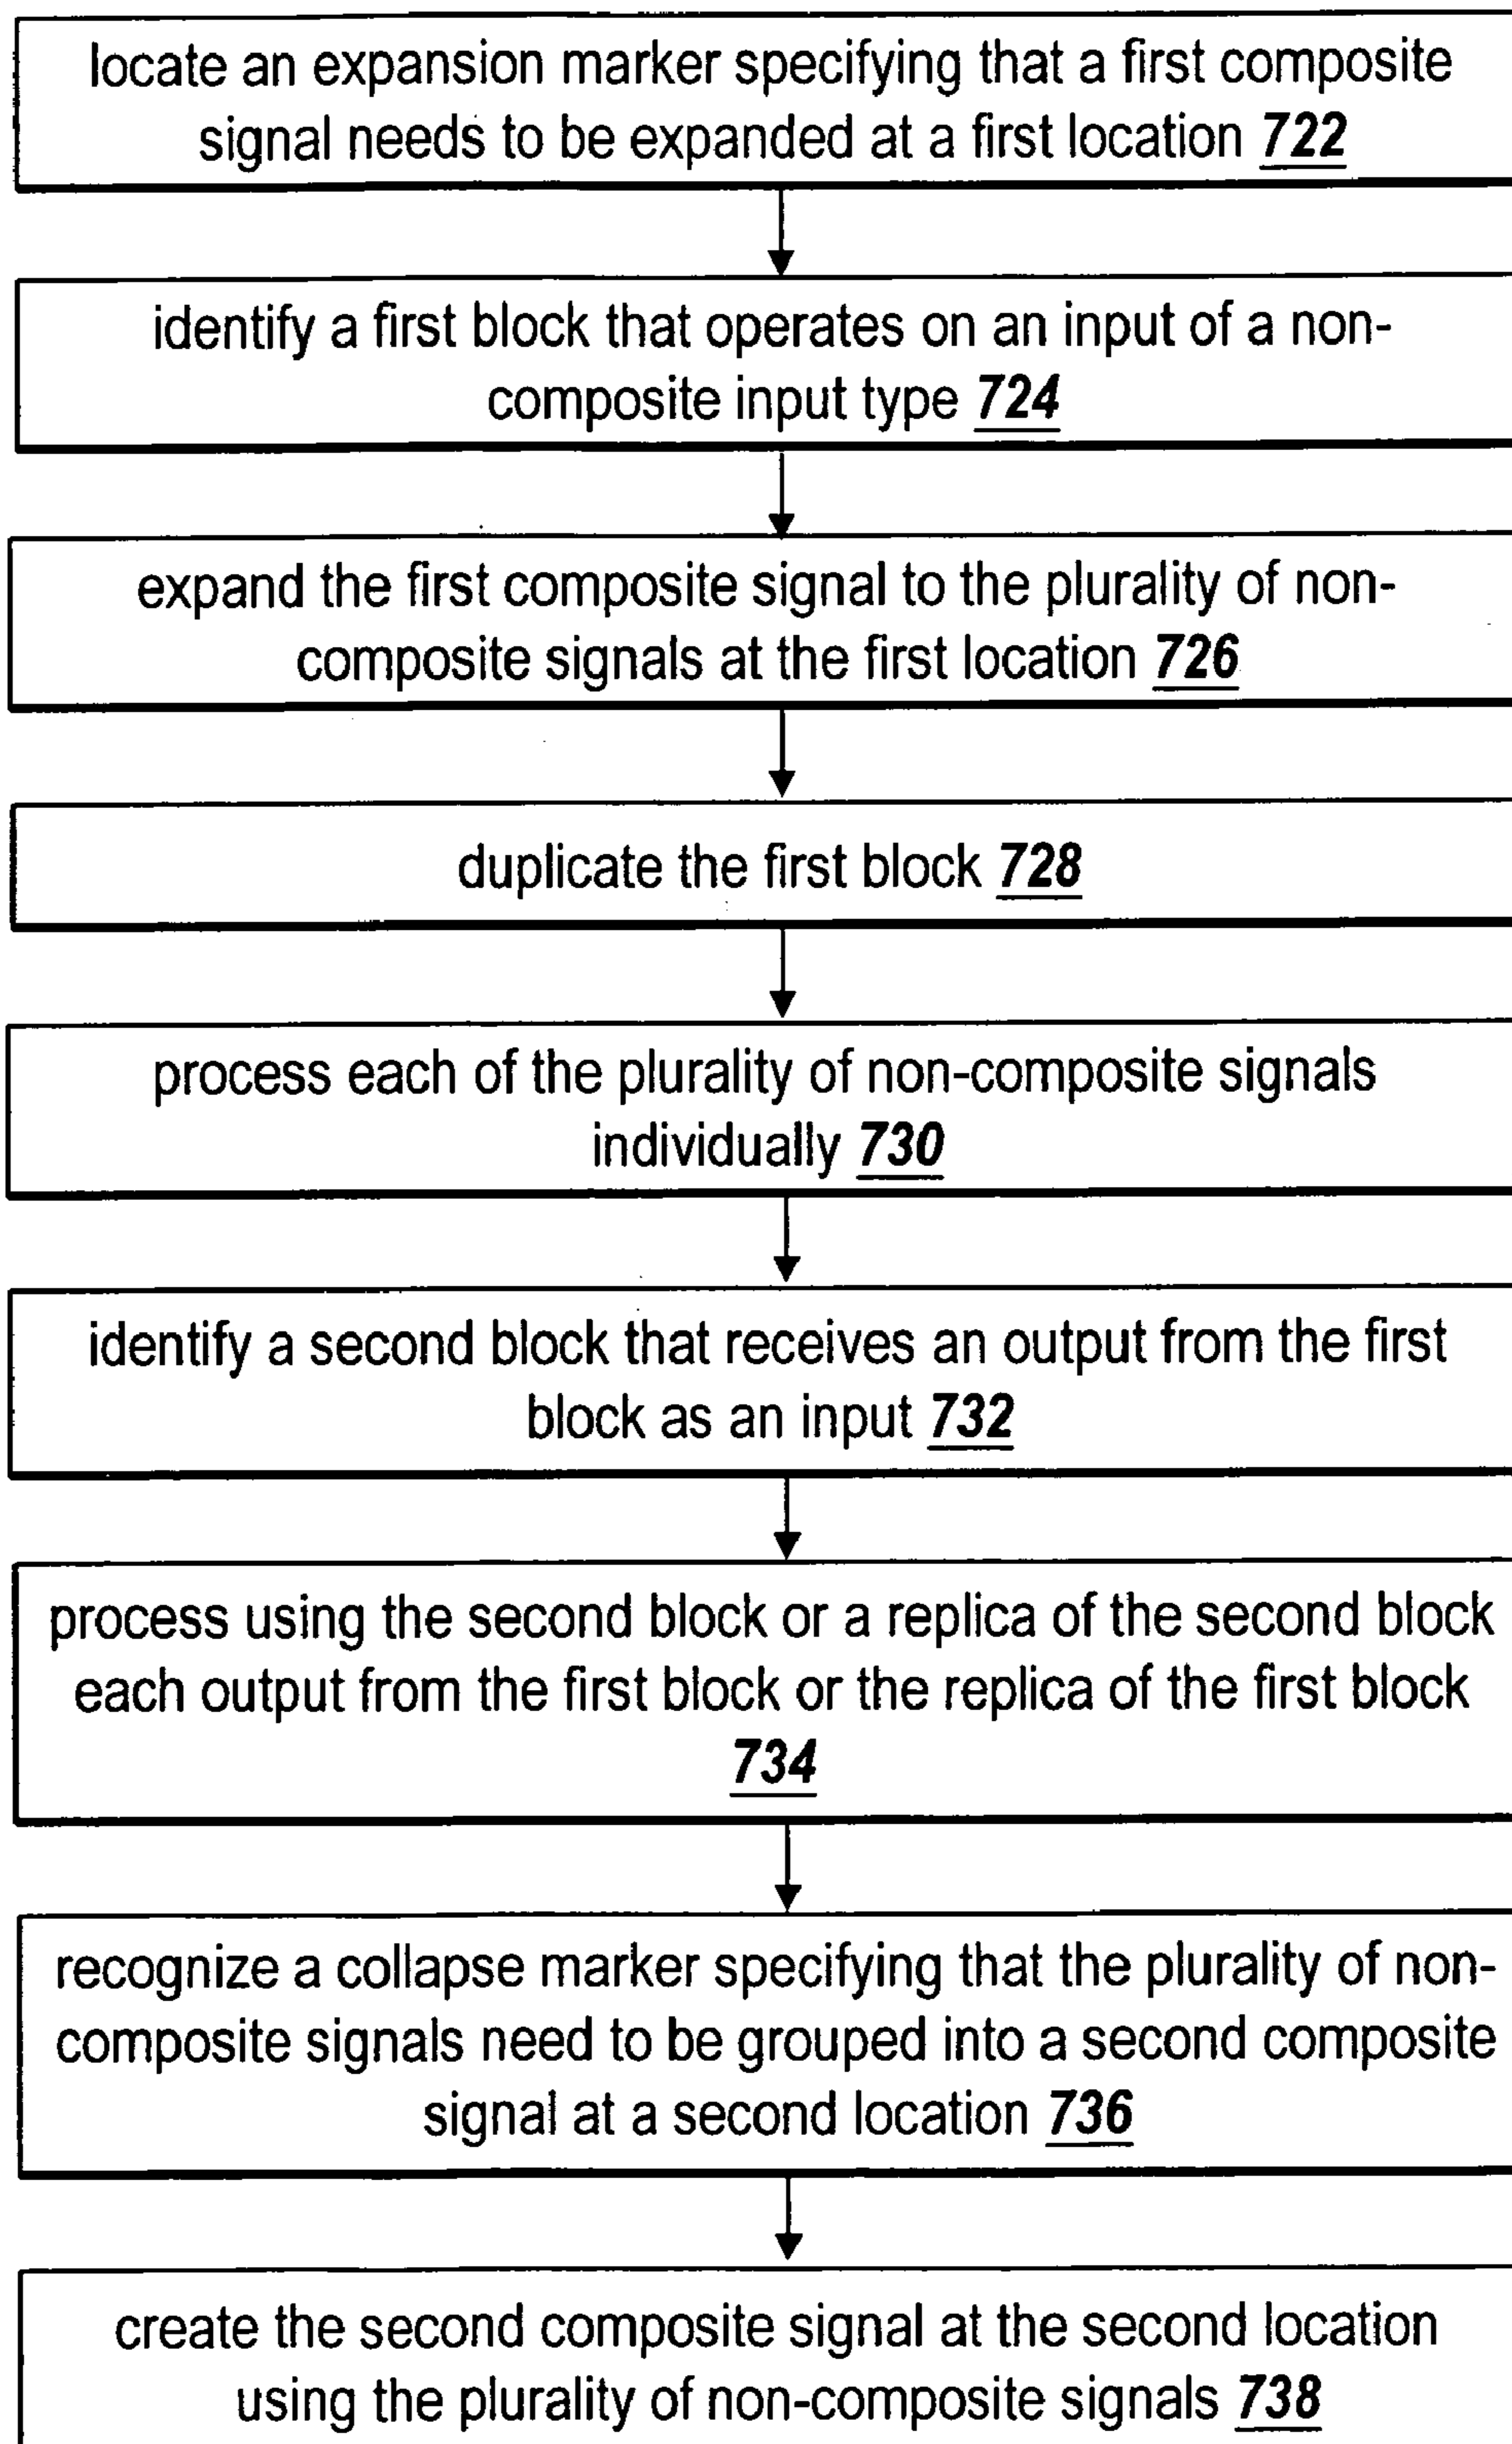 locate an expansion marker specifying that a first composite
signal needs to be expanded at a first location 722
identify a first block that operates on an input of a non-
composite input type 724
expand the first composite signal to the plurality of non-
composite signals at the first location 726
duplicate the first block 728
process each of the plurality of non-composite signals
individually 730
identify a second block that receives an output from the first
block as an input 732
process using the second block or a replica of the second block
each output from the first block or the replica of the first block
734
recognize a collapse marker specifying that the plurality of non-
composite signals need to be grouped into a second composite
signal at a second location 736
create the second composite signal at the second location
using the plurality of non-composite signals 738